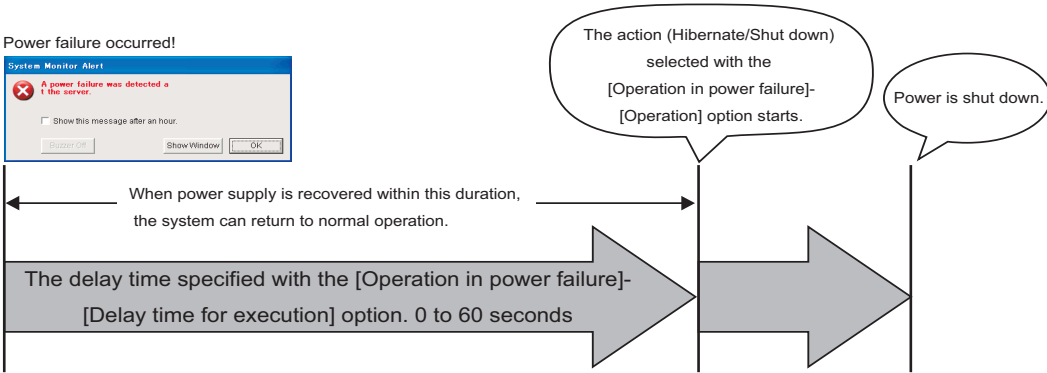 Power failure occurred!
System Monitor Alert
A power failure was detected a
t the server.
Show this message after an hour.
Buzzer Off
Show Window
OK
The action (Hibernate/Shut down)
selected with the
[Operation in power failure]-
[Operation] option starts.
Power is shut down.
When power supply is recovered within this duration,
the system can return to normal operation.
The delay time specified with the [Operation in power failure]-
[Delay time for execution] option. 0 to 60 seconds